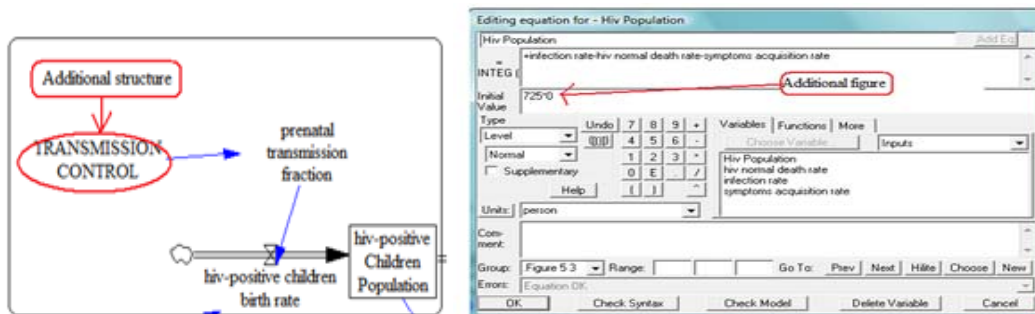 Additional structure
TRANSMISSION
CONTROL
prenatal
transmission
fraction
hiv-positive children
birth rate
hiv-positive
Children
Population
Editing equation for - Hiv Population
Hiv Population
Add Eq
=
INTEG (
+infection rate-hiv normal death rate-symptoms acquisition rate
Initial
Value
725*0
Additional figure
Type
Level
Normal
Supplementary
Help
Undo 7 8 9 +
{[()]} 4 5 6 -
1 2 3 *
0 E . /
( ) ^
Variables Functions More
Choose Variable... Inputs
Hiv Population
hiv normal death rate
infection rate
symptoms acquisition rate
Units: person
Com-
ment:
Group: Figure 5 3 Range: Go To: Prev Next Hilite Choose New
Errors: Equation OK
OK Check Syntax Check Model Delete Variable Cancel